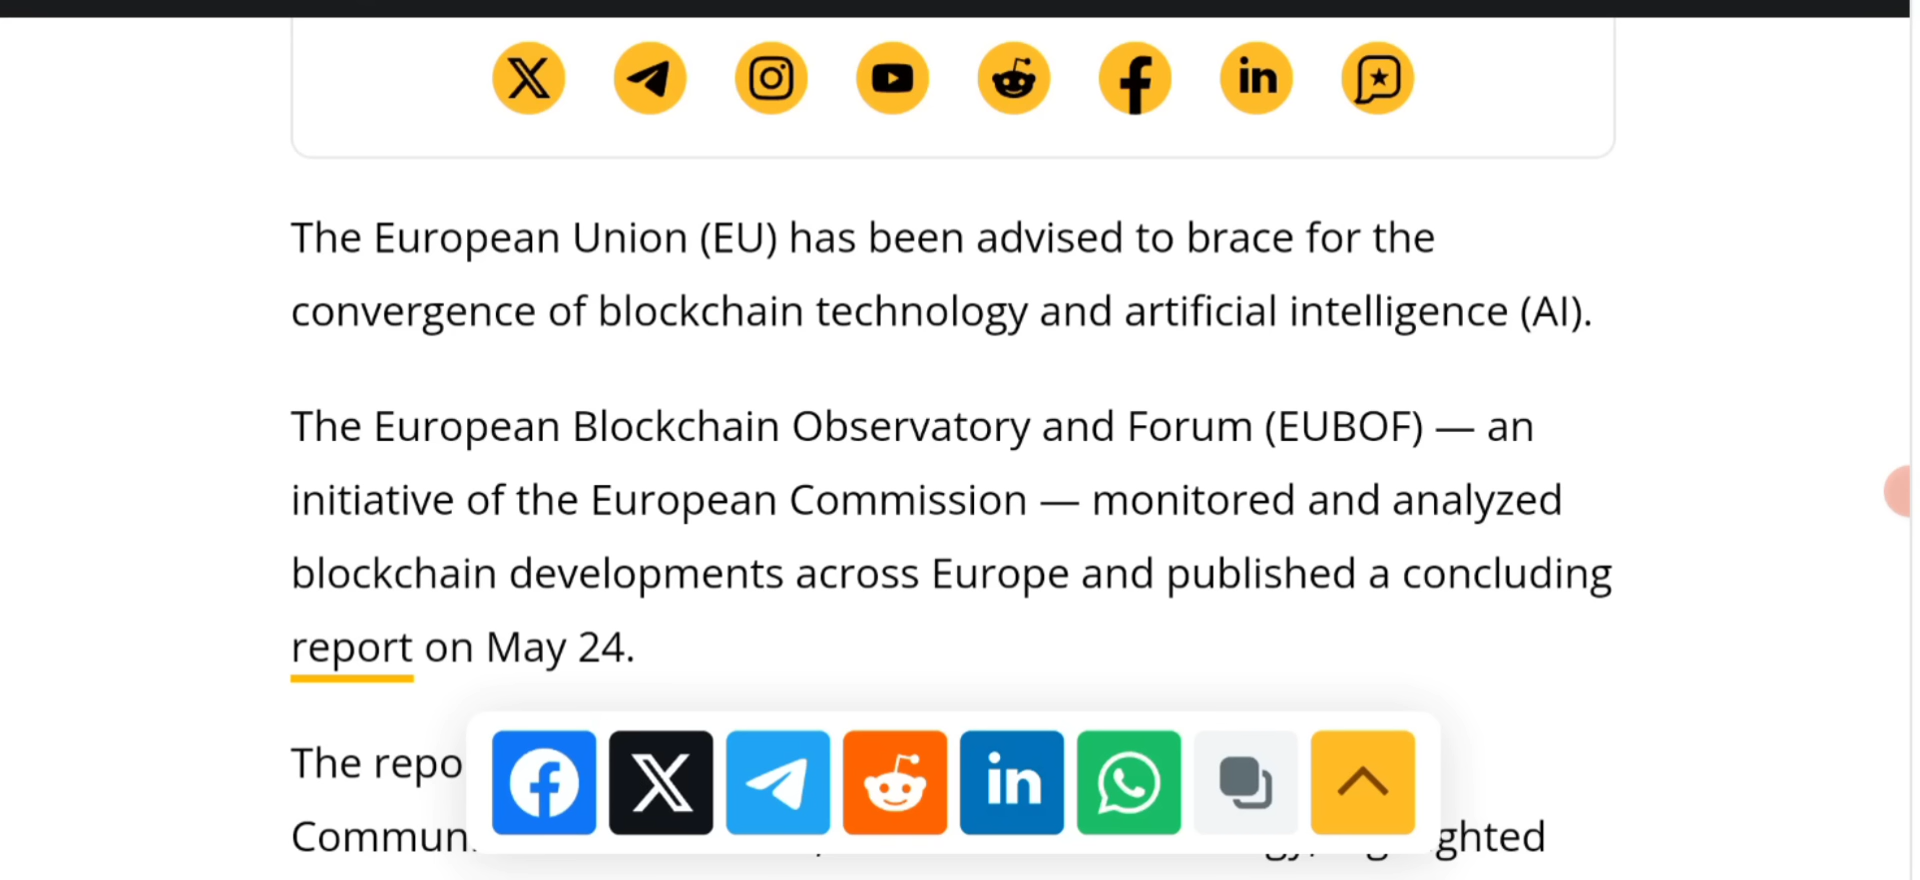 The European Union (EU) has been advised to brace for the
convergence of blockchain technology and artificial intelligence (AI).
The European Blockchain Observatory and Forum (EUBOF) — an
initiative of the European Commission — monitored and analyzed
blockchain developments across Europe and published a concluding
report on May 24.
The